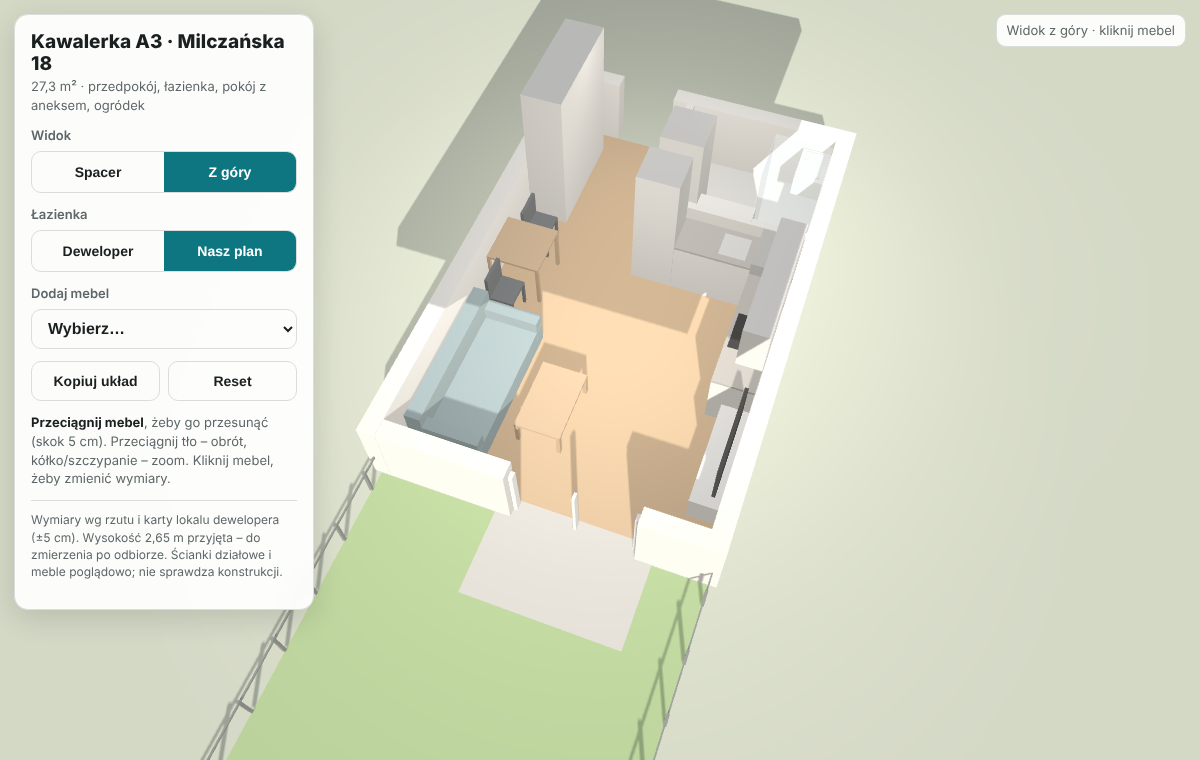 Kawalerka A3 · Milczańska
18
27,3 m² · przedpokój, łazienka, pokój z
aneksem, ogródek
Widok
Spacer
Z góry
Łazienka
Deweloper
Nasz plan
Dodaj mebel
Wybierz...
Kopiuj układ
Reset
Przeciągnij mebel, żeby go przesunąć
(skok 5 cm). Przeciągnij tło – obrót,
kółko/szczypanie – zoom. Kliknij mebel,
żeby zmienić wymiary.
Wymiary wg rzutu i karty lokalu dewelopera
(±5 cm). Wysokość 2,65 m przyjęta – do
zmierzenia po odbiorze. Ścianki działowe i
meble poglądowo; nie sprawdza konstrukcji.
Widok z góry · kliknij mebel